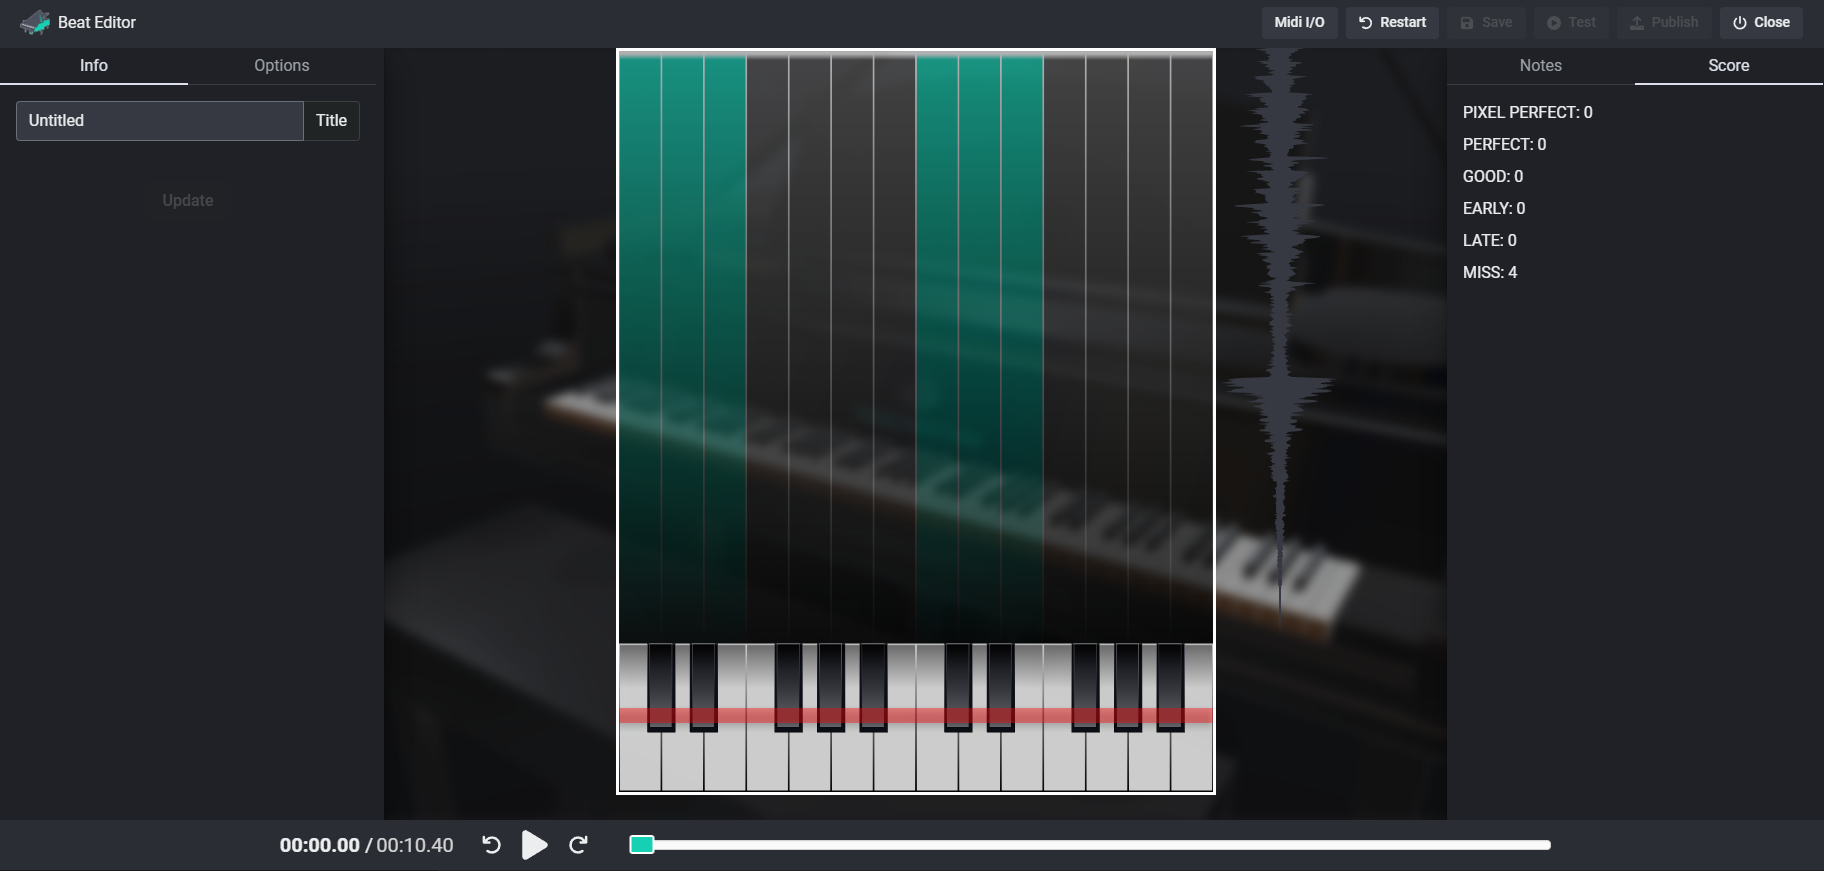 Beat Editor
Midi I/O
Restart
Save
Test
Publish
Close
Info
Options
Untitled
Title
Update
Notes
Score
PIXEL PERFECT: 0
PERFECT: 0
GOOD: 0
EARLY: 0
LATE: 0
MISS: 4
00:00.00 / 00:10.40